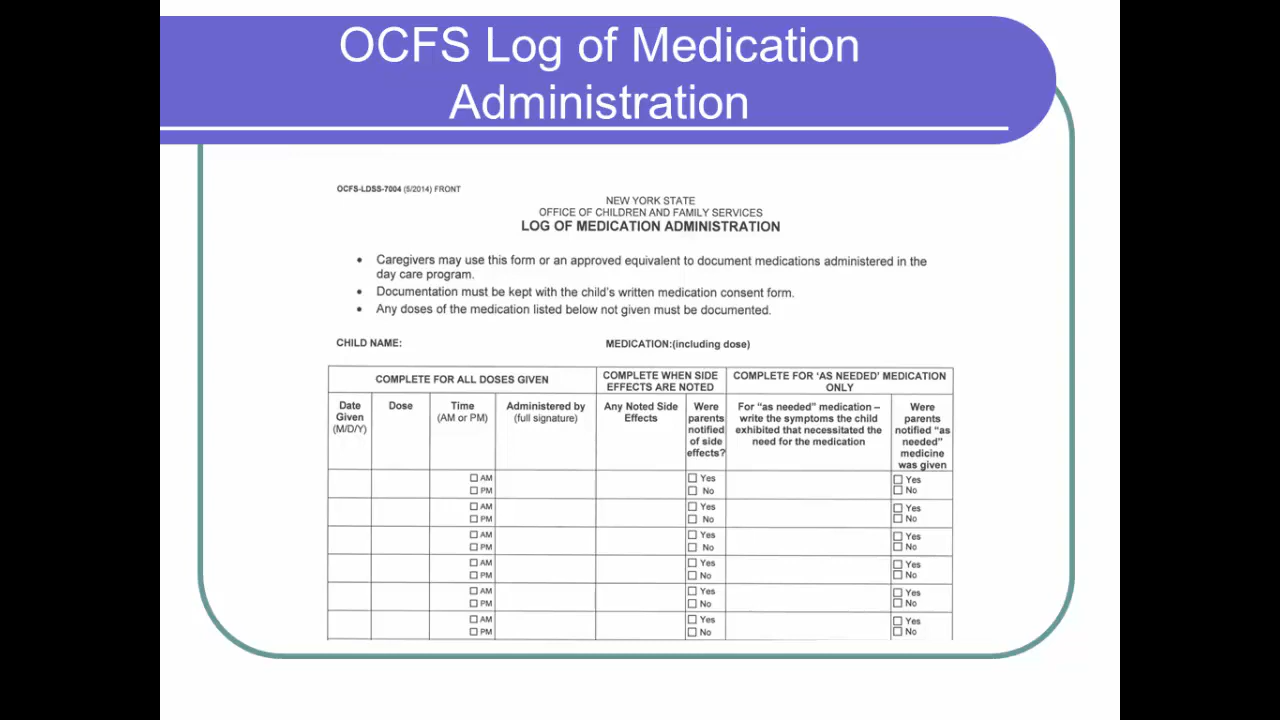 OCFS Log of Medication
Administration
OCFS-LDSS-7004 (5/2014) FRONT
NEW YORK STATE
OFFICE OF CHILDREN AND FAMILY SERVICES
LOG OF MEDICATION ADMINISTRATION
• Caregivers may use this form or an approved equivalent to document medications administered in the
day care program.
• Documentation must be kept with the child's written medication consent form.
• Any doses of the medication listed below not given must be documented.
CHILD NAME: MEDICATION:(including dose)
COMPLETE FOR ALL DOSES GIVEN
COMPLETE WHEN SIDE
EFFECTS ARE NOTED
COMPLETE FOR 'AS NEEDED' MEDICATION
ONLY
Date
Given
(M/D/Y)
Dose
Time
(AM or PM)
Administered by
(full signature)
Any Noted Side
Effects
Were
parents
notified
of side
effects?
For "as needed" medication –
write the symptoms the child
exhibited that necessitated the
need for the medication
Were
parents
notified "as
needed"
medicine
was given
☐ AM ☐ Yes ☐ Yes
☐ PM ☐ No ☐ No
☐ AM ☐ Yes ☐ Yes
☐ PM ☐ No ☐ No
☐ AM ☐ Yes ☐ Yes
☐ PM ☐ No ☐ No
☐ AM ☐ Yes ☐ Yes
☐ PM ☐ No ☐ No
☐ AM ☐ Yes ☐ Yes
☐ PM ☐ No ☐ No
☐ AM ☐ Yes ☐ Yes
☐ PM ☐ No ☐ No